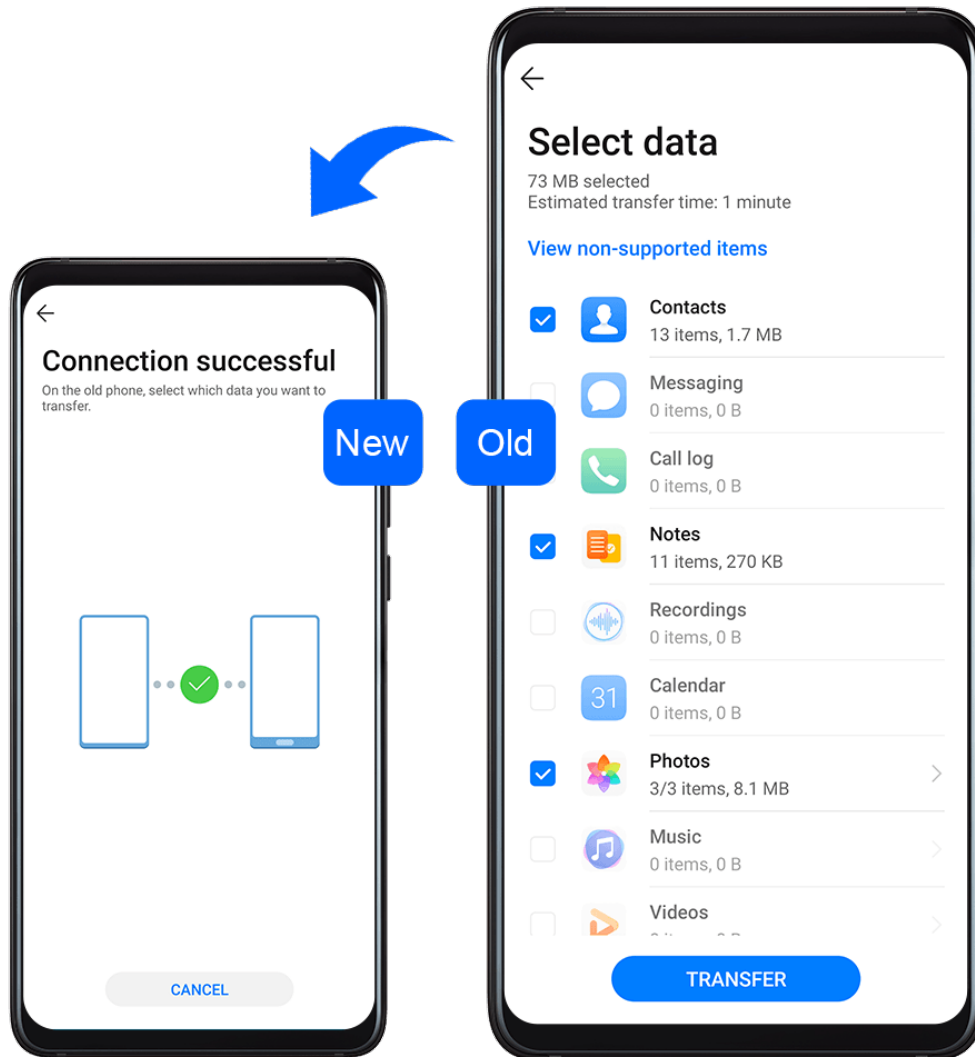 Connection successful
On the old phone, select which data you want to
transfer.
New
CANCEL
Old
Select data
73 MB selected
Estimated transfer time: 1 minute
View non-supported items
Contacts
13 items, 1.7 MB
Messaging
0 items, 0 B
Call log
0 items, 0 B
Notes
11 items, 270 KB
Recordings
0 items, 0 B
Calendar
31
0 items, 0 B
Photos
3/3 items, 8.1 MB
Music
0 items, 0 B
Videos
TRANSFER